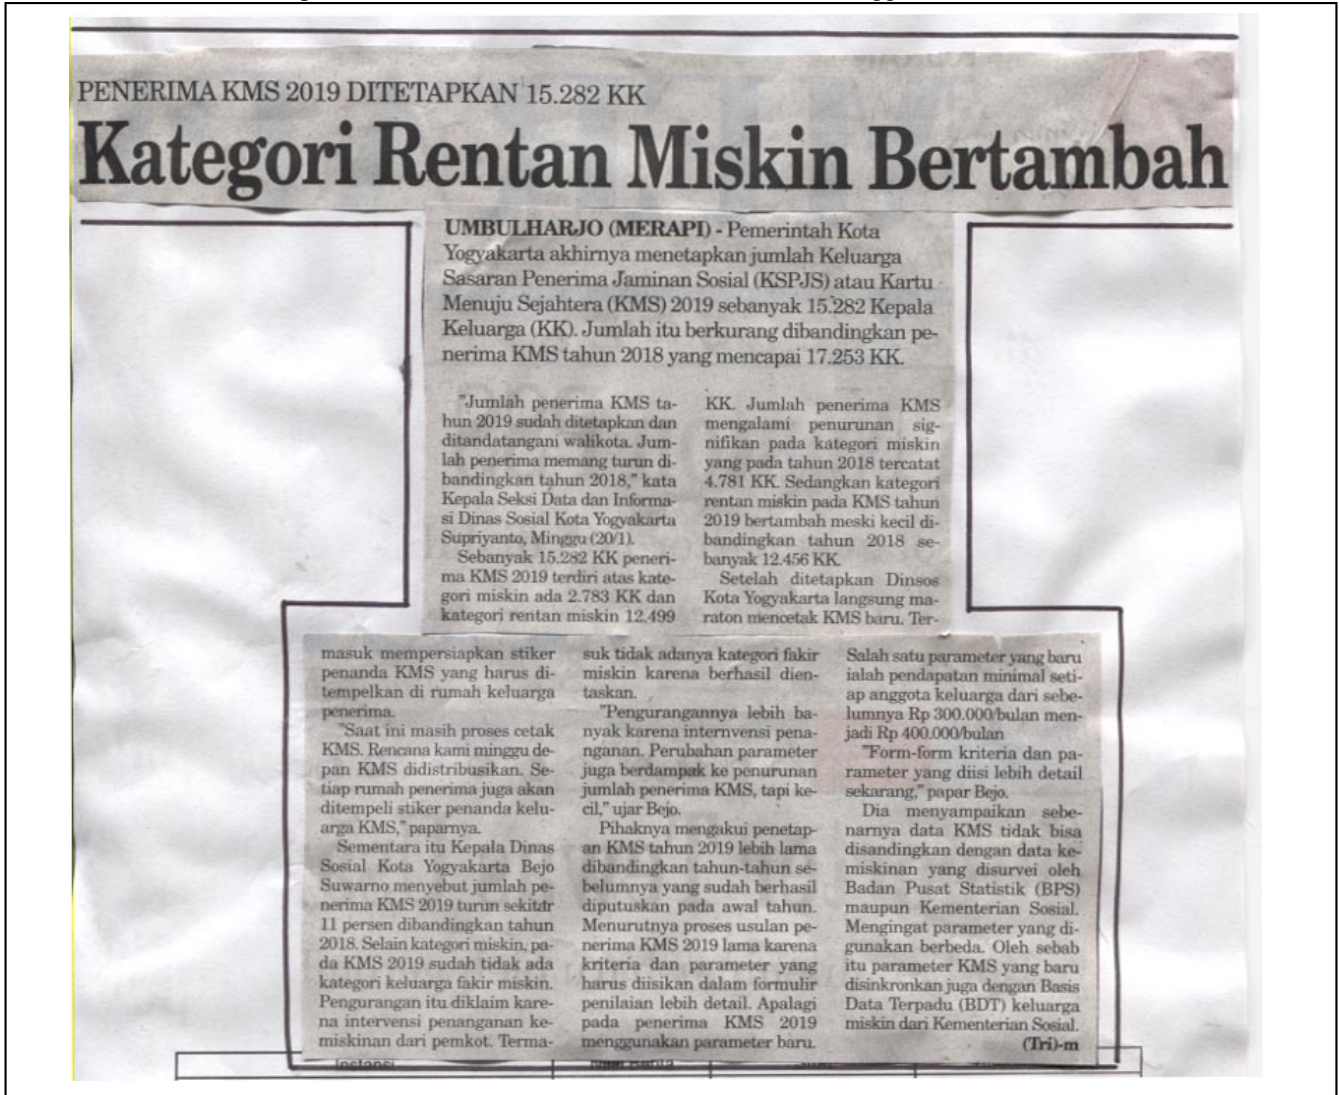 PENERIMA KMS 2019 DITETAPKAN 15.282 KK
Kategori Rentan Miskin Bertambah
UMBULHARJO (MERAPI) - Pemerintah Kota
Yogyakarta akhirnya menetapkan jumlah Keluarga
Sasaran Penerima Jaminan Sosial (KSPJS) atau Kartu
Menuju Sejahtera (KMS) 2019 sebanyak 15.282 Kepala
Keluarga (KK). Jumlah itu berkurang dibandingkan pe-
nerima KMS tahun 2018 yang mencapai 17.253 KK.
"Jumlah penerima KMS ta-
hun 2019 sudah ditetapkan dan
ditandatangani walikota. Jum-
lah penerima memang turun di-
bandingkan tahun 2018," kata
Kepala Seksi Data dan Informa-
si Dinas Sosial Kota Yogyakarta
Supriyanto, Minggu (20/1).
Sebanyak 15.282 KK peneri-
ma KMS 2019 terdiri atas kate-
gori miskin ada 2.783 KK dan
kategori rentan miskin 12.499
KK. Jumlah penerima KMS
mengalami penurunan sig-
nifikan pada kategori miskin
yang pada tahun 2018 tercatat
4.781 KK. Sedangkan kategori
rentan miskin pada KMS tahun
2019 bertambah meski kecil di-
bandingkan tahun 2018 se-
banyak 12.456 KK.
Setelah ditetapkan Dinsos
Kota Yogyakarta langsung ma-
raton mencetak KMS baru. Ter-
masuk mempersiapkan stiker
penanda KMS yang harus di-
tempelkan di rumah keluarga
penerima.
"Saat ini masih proses cetak
KMS. Rencana kami minggu de-
pan KMS didistribusikan. Se-
tiap rumah penerima juga akan
ditempeli stiker penanda kelu-
arga KMS," paparnya.
Sementara itu Kepala Dinas
Sosial Kota Yogyakarta Bejo
Suwarno menyebut jumlah pe-
nerima KMS 2019 turun sekitar
11 persen dibandingkan tahun
2018. Selain kategori miskin, pa-
da KMS 2019 sudah tidak ada
kategori keluarga fakir miskin.
Pengurangan itu diklaim kare-
na intervensi penanganan ke-
miskinan dari pemkot. Terma-
suk tidak adanya kategori fakir
miskin karena berhasil dien-
taskan.
"Pengurangannya lebih ba-
nyak karena internvensi pena-
nganan. Perubahan parameter
juga berdampak ke penurunan
jumlah penerima KMS, tapi ke-
cil," ujar Bejo.
Pihaknya mengakui penetap-
an KMS tahun 2019 lebih lama
dibandingkan tahun-tahun se-
belumnya yang sudah berhasil
diputuskan pada awal tahun.
Menurutnya proses usulan pe-
nerima KMS 2019 lama karena
kriteria dan parameter yang
harus diisikan dalam formulir
penilaian lebih detail. Apalagi
pada penerima KMS 2019
menggunakan parameter baru.
Salah satu parameter yang baru
ialah pendapatan minimal seti-
ap anggota keluarga dari sebe-
lumnya Rp 300.000/bulan men-
jadi Rp 400.000/bulan
"Form-form kriteria dan pa-
rameter yang diisi lebih detail
sekarang," papar Bejo.
Dia menyampaikan sebe-
narnya data KMS tidak bisa
disandingkan dengan data ke-
miskinan yang disurvei oleh
Badan Pusat Statistik (BPS)
maupun Kementerian Sosial.
Mengingat parameter yang di-
gunakan berbeda. Oleh sebab
itu parameter KMS yang baru
disinkronkan juga dengan Basis
Data Terpadu (BDT) keluarga
miskin dari Kementerian Sosial.
(Tri)-m